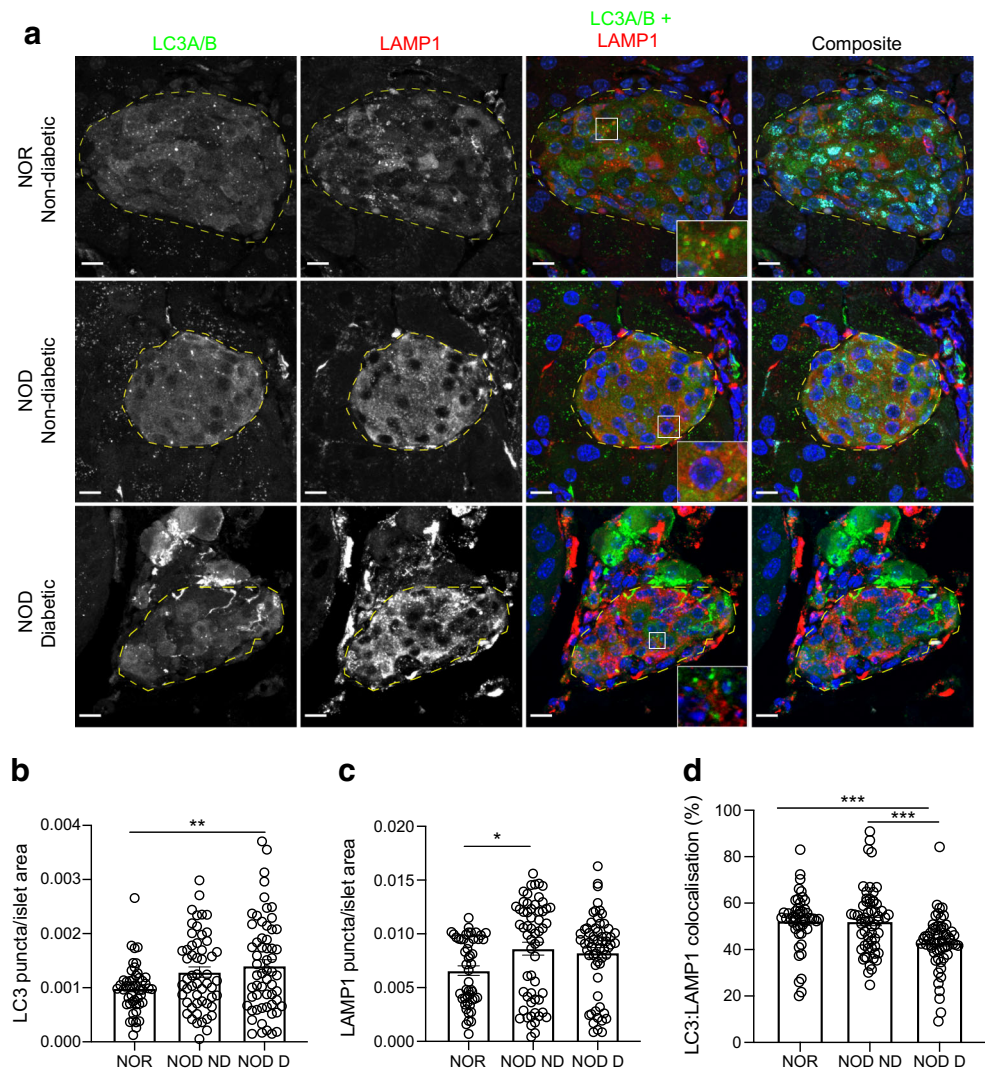 a
LC3A/B
LAMP1
LC3A/B +
LAMP1
Composite
NOR
Non-diabetic
NOD
Non-diabetic
NOD
Diabetic
b
LC3 puncta/islet area
0.004
0.003
0.002
0.001
0.000
**
NOR NOD ND NOD D
c
LAMP1 puncta/islet area
0.020
0.015
0.010
0.005
0.000
*
NOR NOD ND NOD D
d
LC3:LAMP1 colocalisation (%)
100
80
60
40
20
0
***
***
NOR NOD ND NOD D